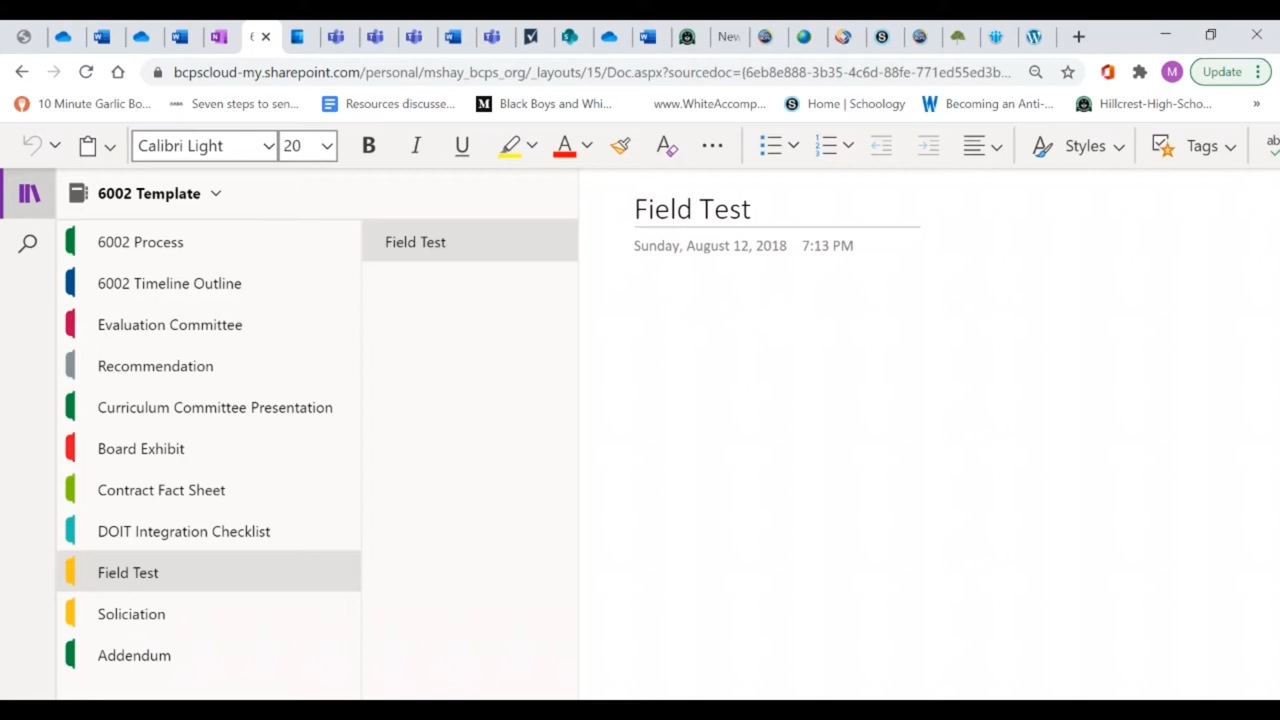 New
bcpscloud-my.sharepoint.com/personal/mshay_bcps_org/_layouts/15/Doc.aspx?sourcedoc={6eb8e888-3b35-4c6d-88fe-771ed55ed3b...
M
Update
10 Minute Garlic Bo...
Seven steps to sen...
Resources discusse...
Black Boys and Whi...
www.WhiteAccomp...
Home | Schoology
Becoming an Anti-...
Hillcrest-High-Scho...
»
Calibri Light
20
B
I
U
A
Styles
Tags
ab
6002 Template
6002 Process
6002 Timeline Outline
Evaluation Committee
Recommendation
Curriculum Committee Presentation
Board Exhibit
Contract Fact Sheet
DOIT Integration Checklist
Field Test
Soliciation
Addendum
Field Test
Field Test
Sunday, August 12, 2018 7:13 PM